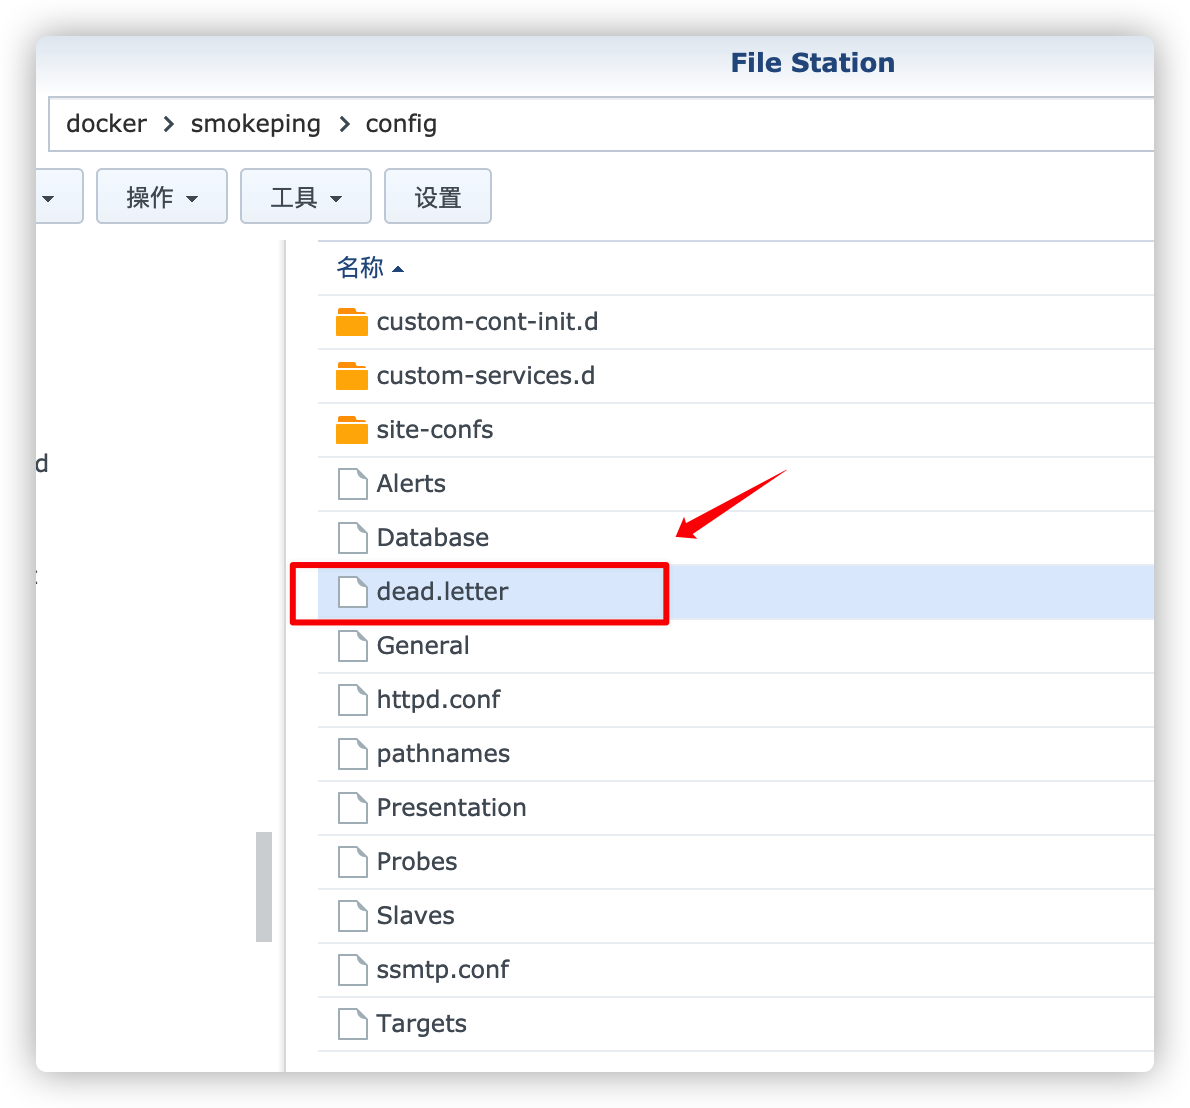 File Station
docker > smokeping > config
操作 工具 设置
名称
custom-cont-init.d
custom-services.d
site-confs
d
Alerts
Database
dead.letter
General
httpd.conf
pathnames
Presentation
Probes
Slaves
ssmtp.conf
Targets